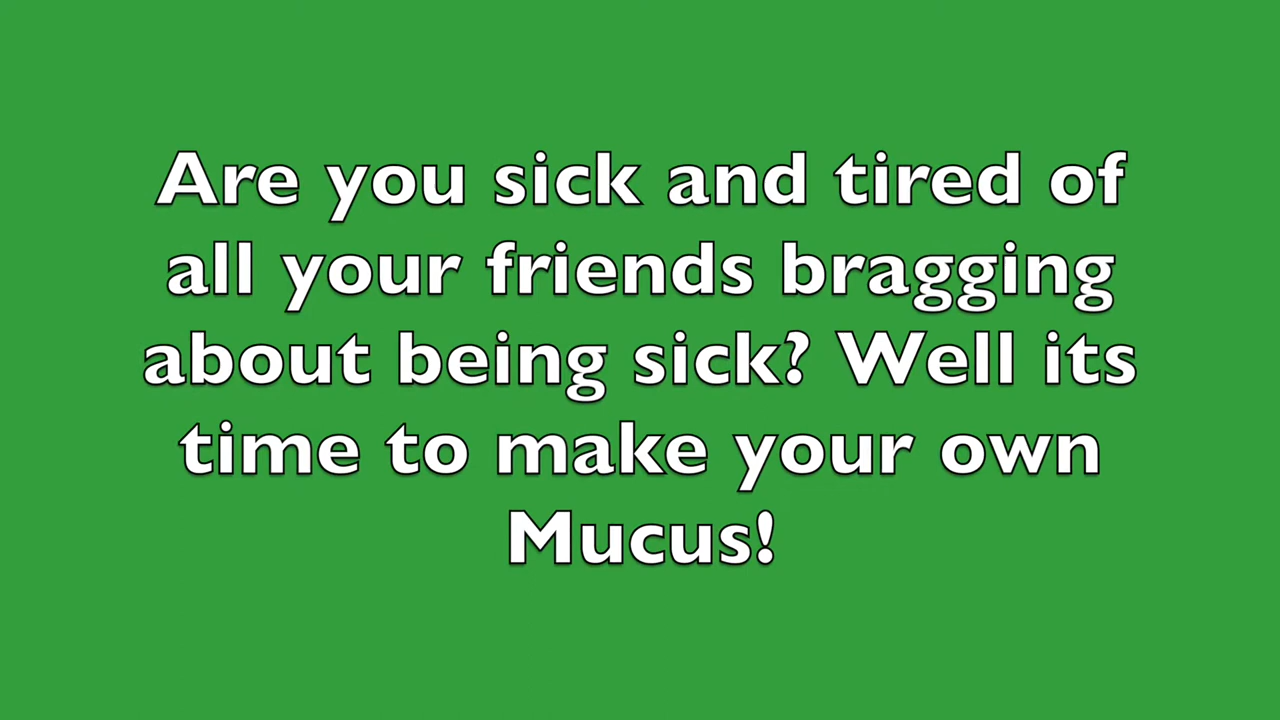 Are you sick and tired of
all your friends bragging
about being sick? Well its
time to make your own
Mucus!